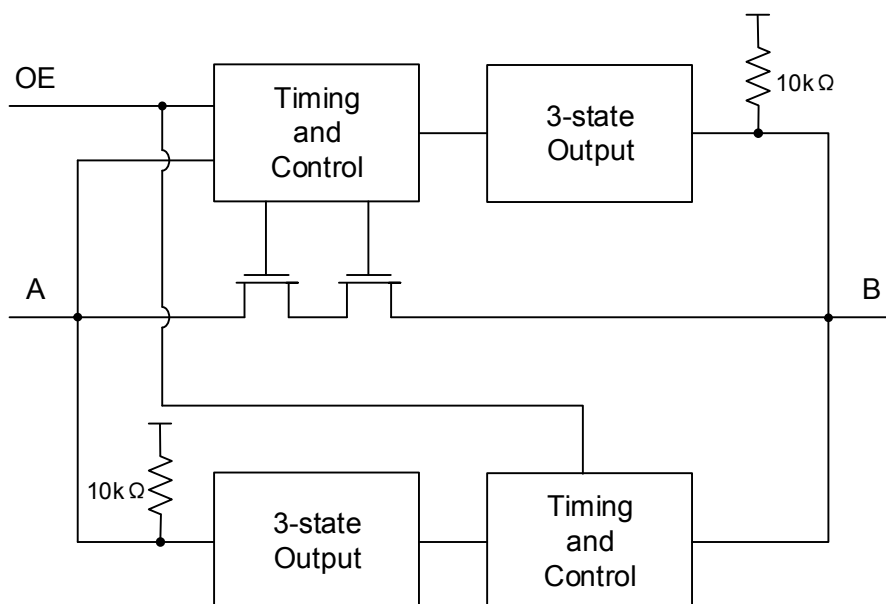 OE
Timing
and
Control
3-state
Output
10kΩ
A
B
10kΩ
3-state
Output
Timing
and
Control